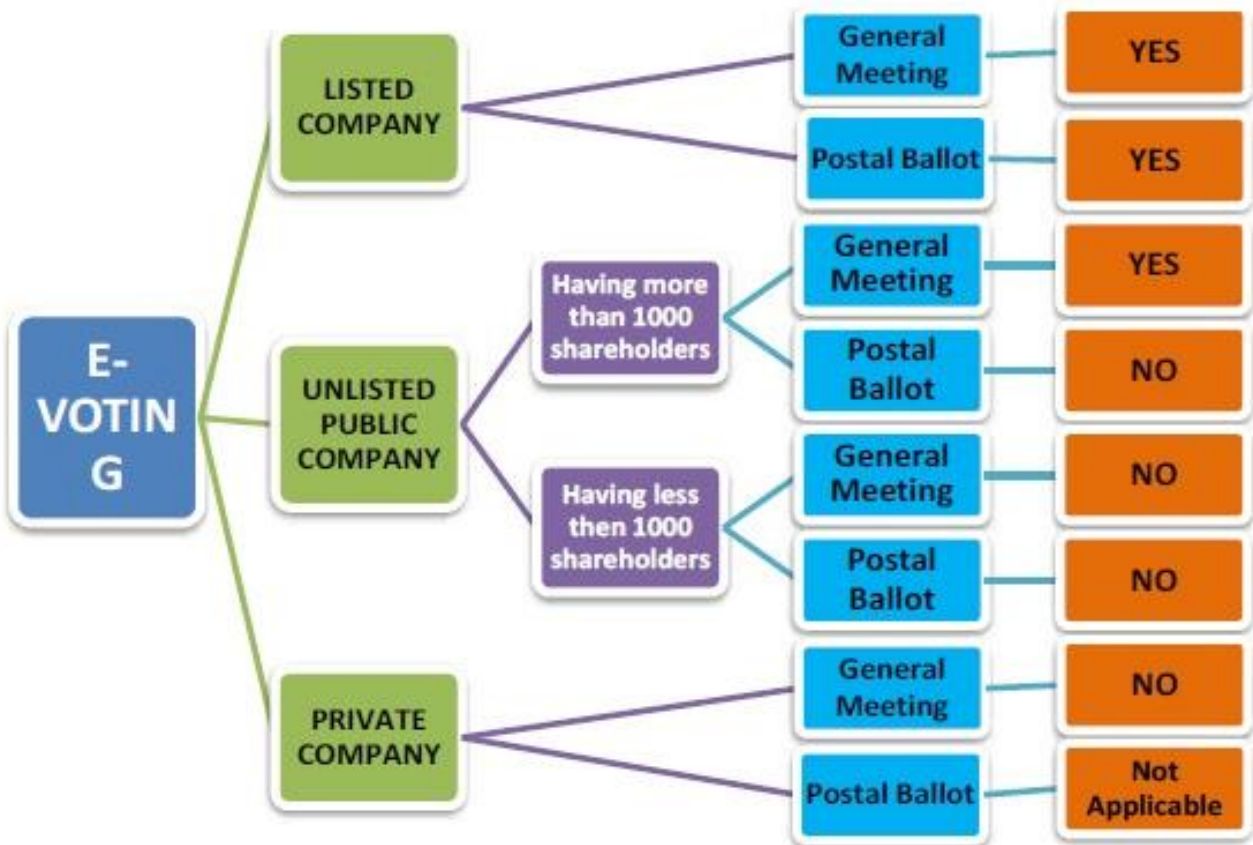 E-
VOTIN
G
LISTED
COMPANY
General
Meeting
YES
Postal Ballot
YES
UNLISTED
PUBLIC
COMPANY
Having more
than 1000
shareholders
General
Meeting
YES
Postal
Ballot
NO
Having less
then 1000
shareholders
General
Meeting
NO
Postal
Ballot
NO
PRIVATE
COMPANY
General
Meeting
NO
Postal Ballot
Not
Applicable